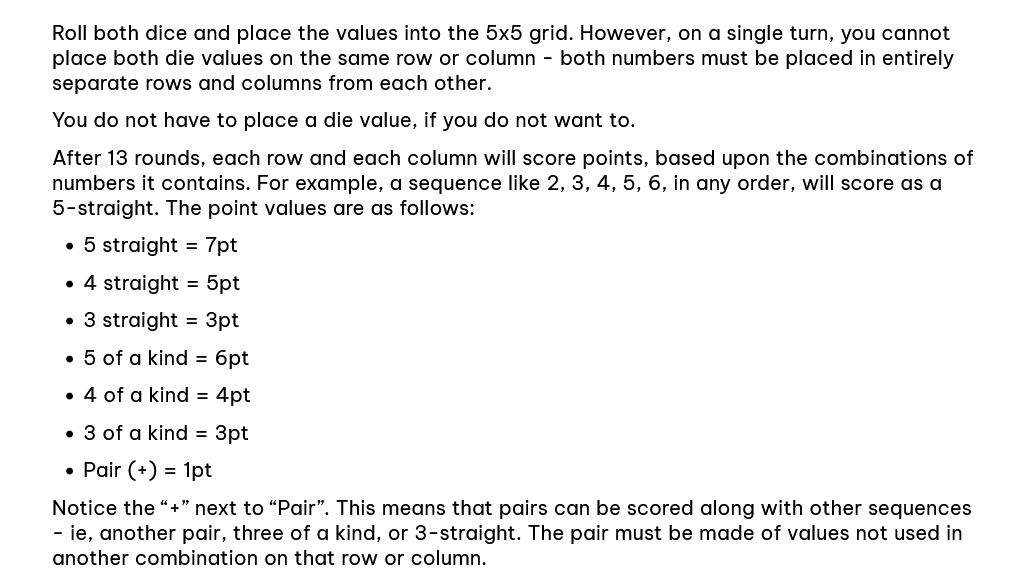 Roll both dice and place the values into the 5x5 grid. However, on a single turn, you cannot
place both die values on the same row or column - both numbers must be placed in entirely
separate rows and columns from each other.
You do not have to place a die value, if you do not want to.
After 13 rounds, each row and each column will score points, based upon the combinations of
numbers it contains. For example, a sequence like 2, 3, 4, 5, 6, in any order, will score as a
5-straight. The point values are as follows:
• 5 straight = 7pt
• 4 straight = 5pt
• 3 straight = 3pt
• 5 of a kind = 6pt
• 4 of a kind = 4pt
• 3 of a kind = 3pt
• Pair (+) = 1pt
Notice the “+” next to “Pair”. This means that pairs can be scored along with other sequences
- ie, another pair, three of a kind, or 3-straight. The pair must be made of values not used in
another combination on that row or column.